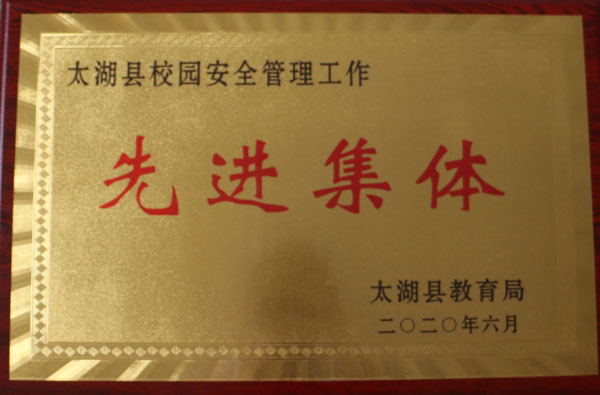 太湖县校园安全管理工作
先进集体
太湖县教育局
二〇二〇年六月